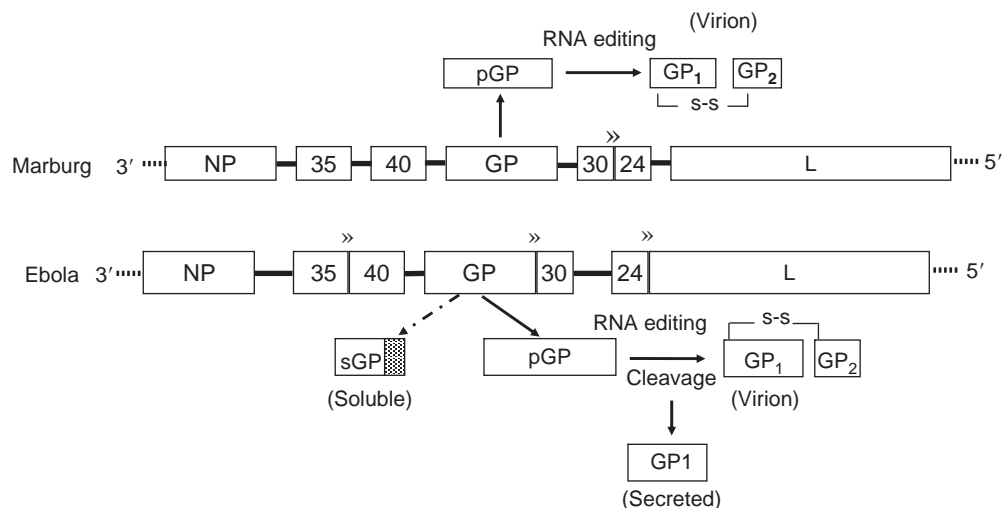 (Virion)
RNA editing
pGP
GP1 GP2
s-s
»
Marburg 3′ NP 35 40 GP 30 24 L 5′
» » »
Ebola 3′ NP 35 40 GP 30 24 L 5′
s-s
RNA editing
sGP pGP GP1 GP2
Cleavage
(Soluble) (Virion)
GP1
(Secreted)